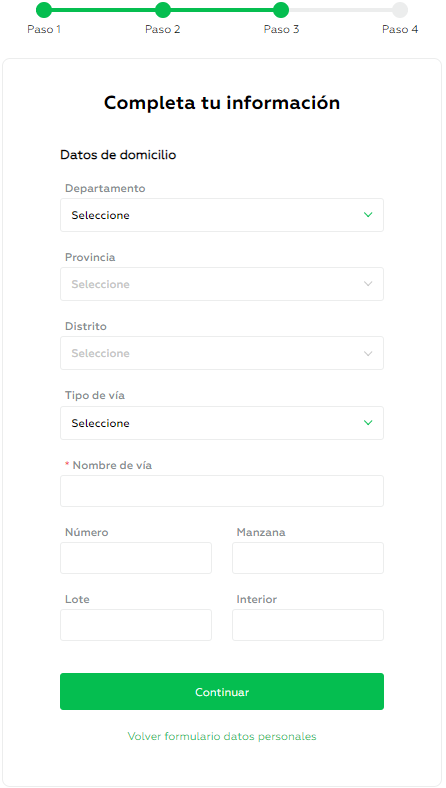 Paso 1 Paso 2 Paso 3 Paso 4
Completa tu información
Datos de domicilio
Departamento
Seleccione
Provincia
Seleccione
Distrito
Seleccione
Tipo de vía
Seleccione
* Nombre de vía
Número Manzana
Lote Interior
Continuar
Volver formulario datos personales